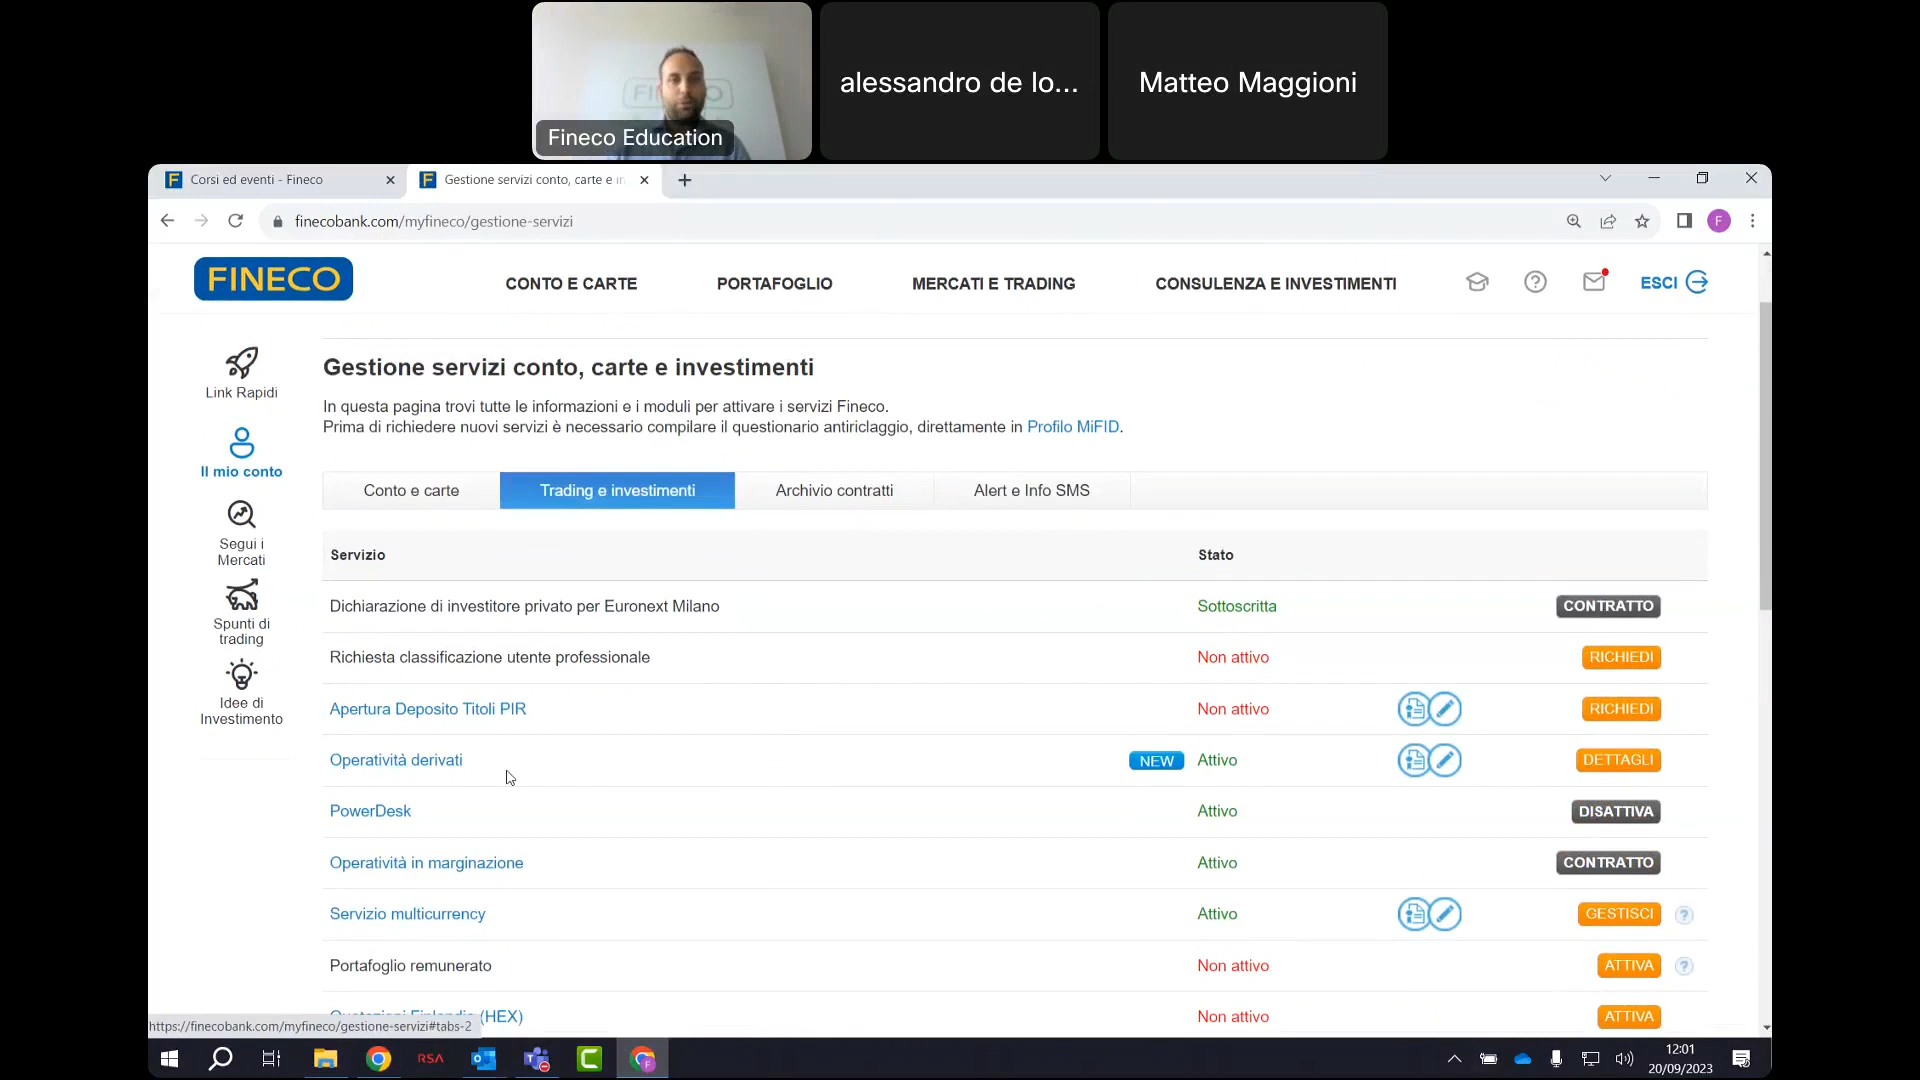 Fineco Education
alessandro de lo...
Matteo Maggioni
Corsi ed eventi - Fineco
Gestione servizi conto, carte e in
finecobank.com/myfineco/gestione-servizi
F
FINECO
CONTO E CARTE
PORTAFOGLIO
MERCATI E TRADING
CONSULENZA E INVESTIMENTI
ESCI
Link Rapidi
Il mio conto
Segui i
Mercati
Spunti di
trading
Idee di
Investimento
Gestione servizi conto, carte e investimenti
In questa pagina trovi tutte le informazioni e i moduli per attivare i servizi Fineco.
Prima di richiedere nuovi servizi è necessario compilare il questionario antiriclaggio, direttamente in Profilo MiFID.
Conto e carte
Trading e investimenti
Archivio contratti
Alert e Info SMS
Servizio Stato
Dichiarazione di investitore privato per Euronext Milano Sottoscritta CONTRATTO
Richiesta classificazione utente professionale Non attivo RICHIEDI
Apertura Deposito Titoli PIR Non attivo RICHIEDI
Operatività derivati NEW Attivo DETTAGLI
PowerDesk Attivo DISATTIVA
Operatività in marginazione Attivo CONTRATTO
Servizio multicurrency Attivo GESTISCI ?
Portafoglio remunerato Non attivo ATTIVA ?
Quotazioni Finlandia (HEX) Non attivo ATTIVA
https://finecobank.com/myfineco/gestione-servizi#tabs-2
RSA
12:01
20/09/2023